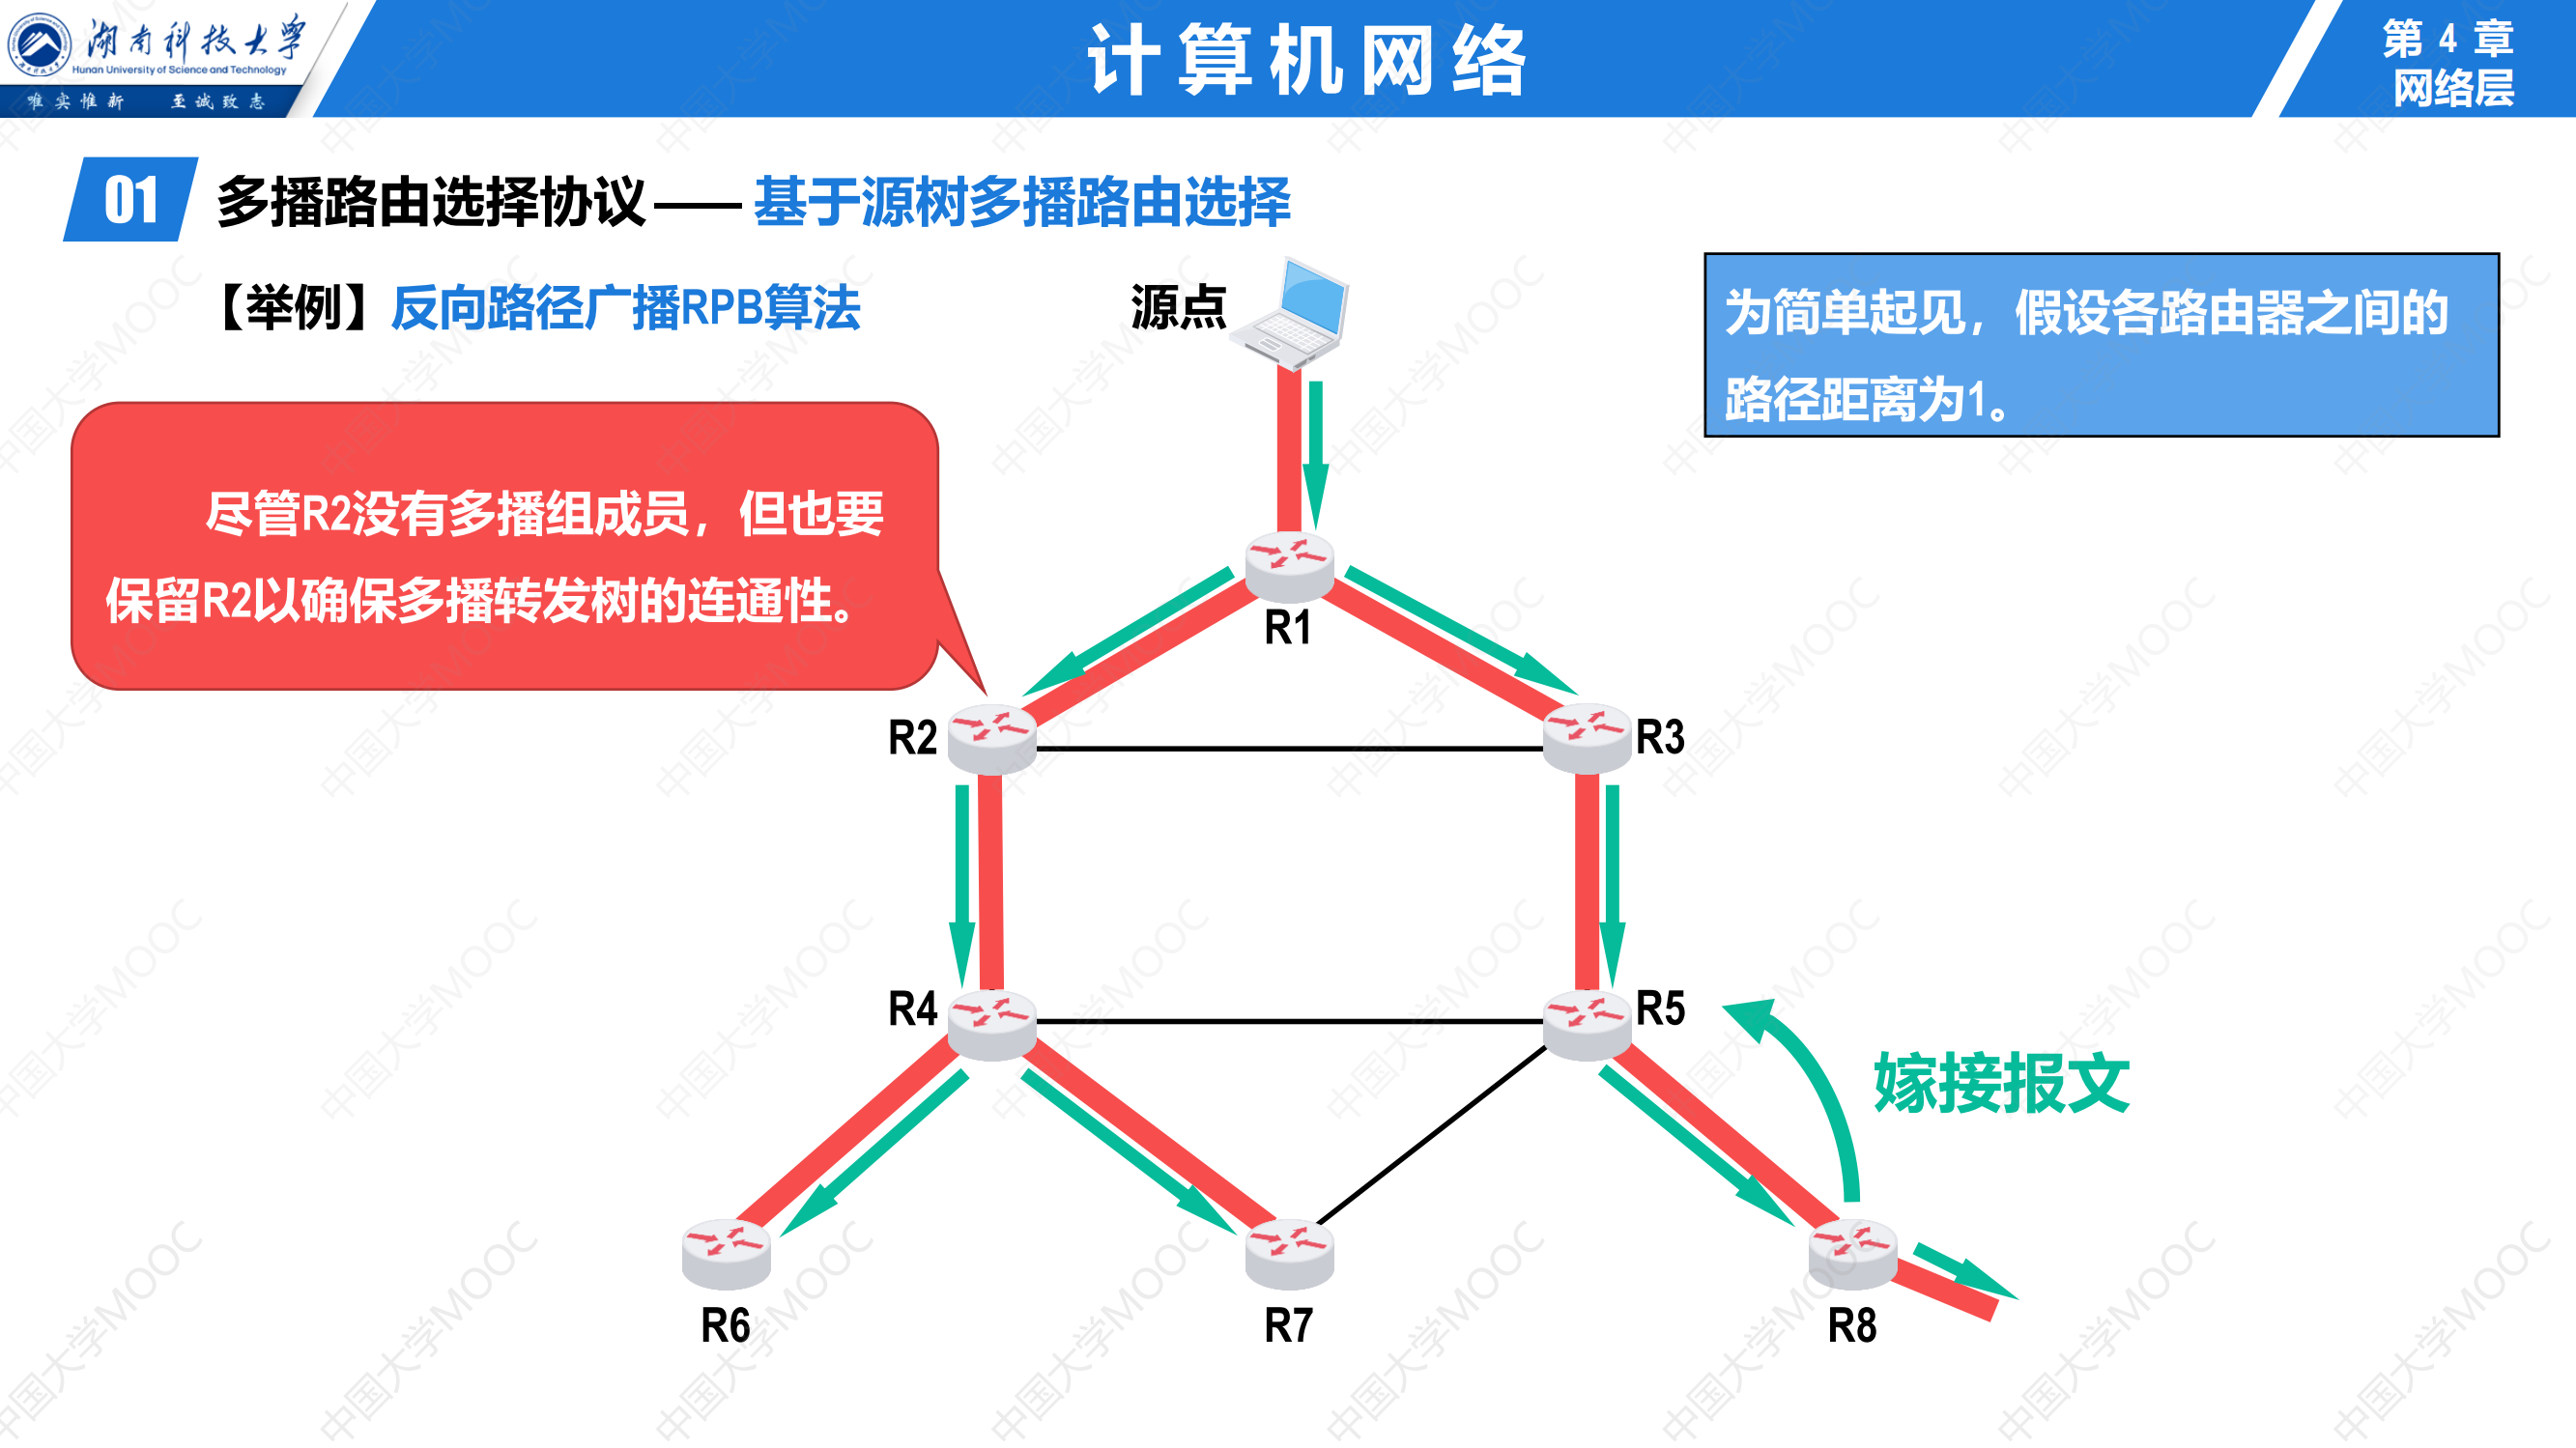 湖南科技大学
Hunan University of Science and Technology
唯实惟新 至诚致志
计算机网络
第 4 章
网络层
01 多播路由选择协议——基于源树多播路由选择
【举例】反向路径广播RPB算法
源点
为简单起见，假设各路由器之间的
路径距离为1。
尽管R2没有多播组成员，但也要
保留R2以确保多播转发树的连通性。
R1
R2
R3
R4
R5
嫁接报文
R6
R7
R8
中国大学MOOC